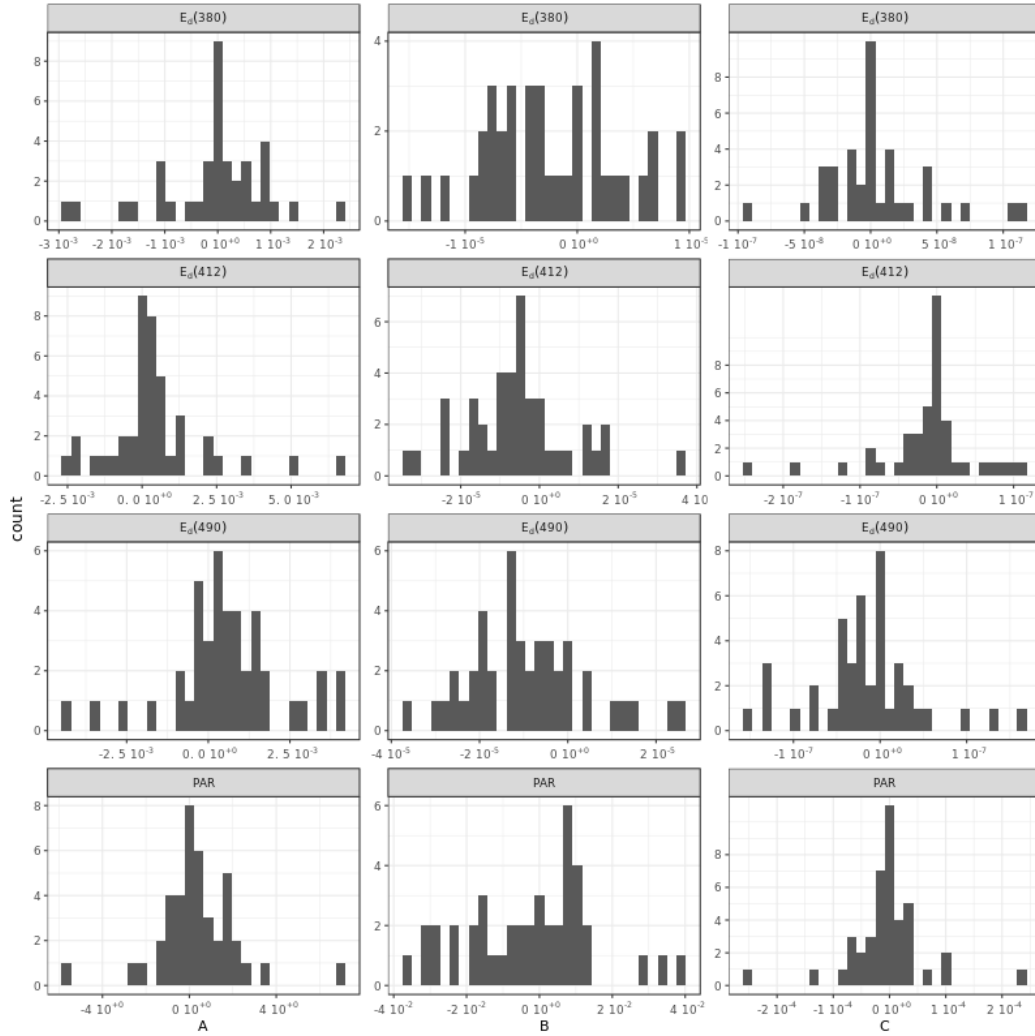 E_d(380) E_d(380) E_d(380)
8 6 4 2 0
-3 10⁻³ -2 10⁻³ -1 10⁻³ 0 10⁺⁰ 1 10⁻³ 2 10⁻³
4 2 0
-1 10⁻⁵ 0 10⁺⁰ 1 10⁻⁵
8 6 4 2 0
-1 10⁻⁷ -5 10⁻⁸ 0 10⁺⁰ 5 10⁻⁸ 1 10⁻⁷
E_d(412) E_d(412) E_d(412)
8 6 4 2 0
-2. 5 10⁻³ 0. 0 10⁺⁰ 2. 5 10⁻³ 5. 0 10⁻³
6 4 2 0
-2 10⁻⁵ 0 10⁺⁰ 2 10⁻⁵ 4 10
8 6 4 2 0
-2 10⁻⁷ -1 10⁻⁷ 0 10⁺⁰ 1 10⁻⁷
count
E_d(490) E_d(490) E_d(490)
6 4 2 0
-2. 5 10⁻³ 0. 0 10⁺⁰ 2. 5 10⁻³
6 4 2 0
-4 10⁻⁵ -2 10⁻⁵ 0 10⁺⁰ 2 10⁻⁵
8 6 4 2 0
-1 10⁻⁷ 0 10⁺⁰ 1 10⁻⁷
PAR PAR PAR
8 6 4 2 0
-4 10⁺⁰ 0 10⁺⁰ 4 10⁺⁰
6 4 2 0
-4 10⁻² -2 10⁻² 0 10⁺⁰ 2 10⁻² 4 10⁻²
8 6 4 2 0
-2 10⁻⁴ -1 10⁻⁴ 0 10⁺⁰ 1 10⁻⁴ 2 10⁻⁴
A B C